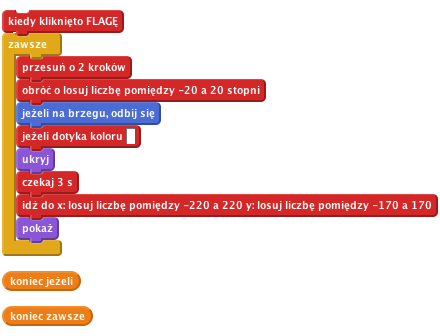 kiedy kliknięto FLAGĘ
zawsze
przesuń o 2 kroków
obróć o losuj liczbę pomiędzy -20 a 20 stopni
jeżeli na brzegu, odbij się
jeżeli dotyka koloru
ukryj
czekaj 3 s
idź do x: losuj liczbę pomiędzy -220 a 220 y: losuj liczbę pomiędzy -170 a 170
pokaż
koniec jeżeli
koniec zawsze